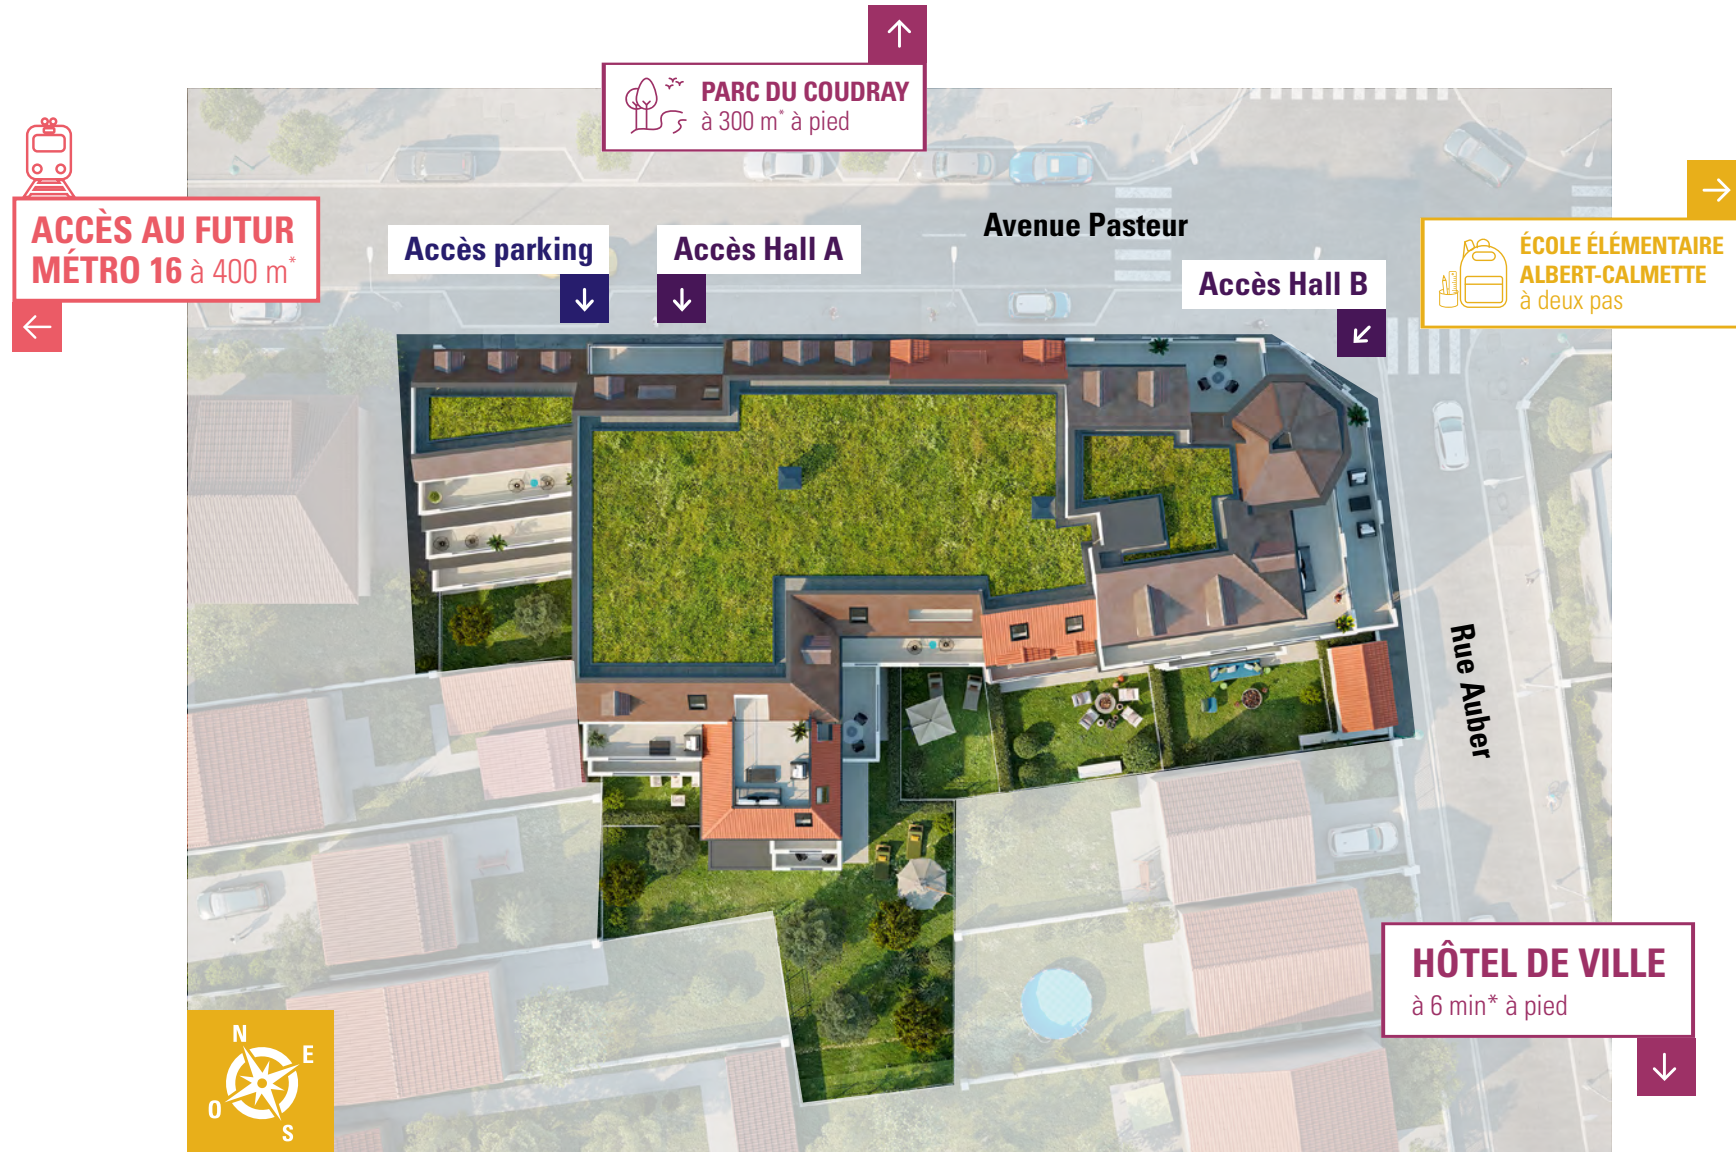 PARC DU COUDRAY
à 300 m* à pied
ACCÈS AU FUTUR
MÉTRO 16 à 400 m*
Accès parking
Accès Hall A
Avenue Pasteur
Accès Hall B
ÉCOLE ÉLÉMENTAIRE
ALBERT-CALMETTE
à deux pas
Rue Auber
HÔTEL DE VILLE
à 6 min* à pied
N
E
O
S